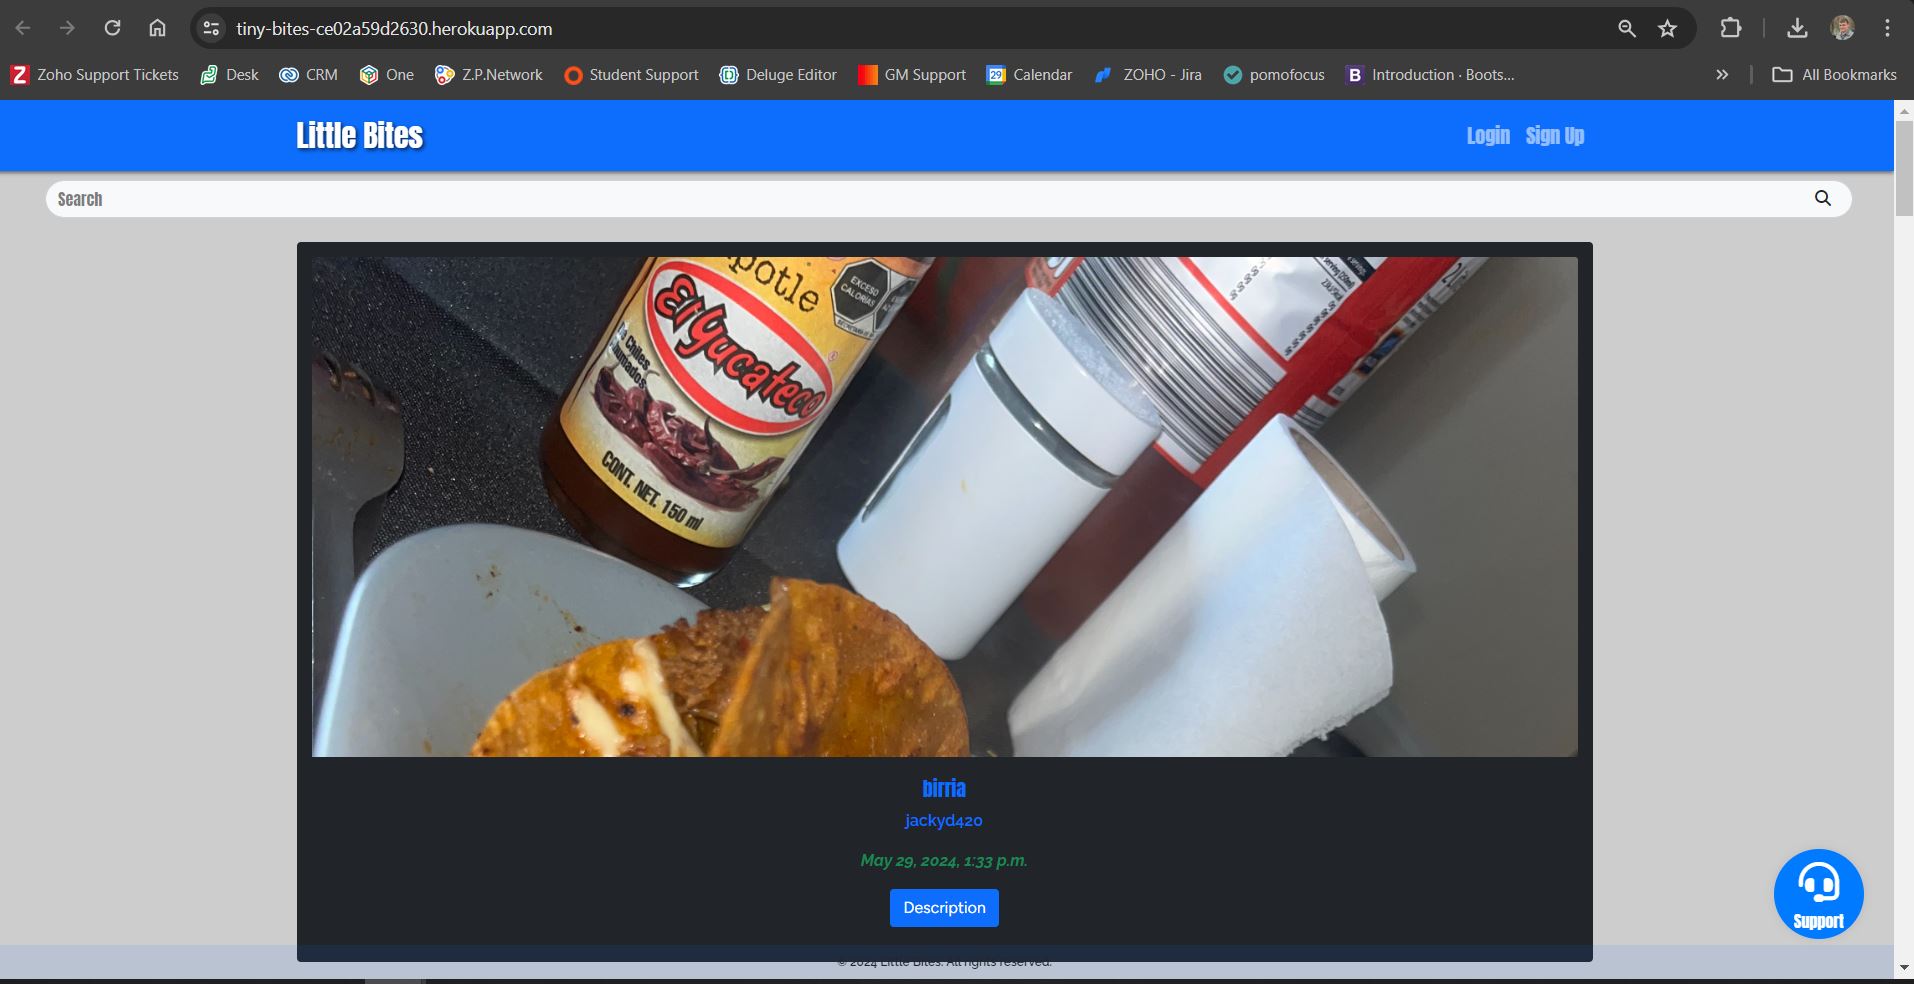 tiny-bites-ce02a59d2630.herokuapp.com
Zoho Support Tickets Desk CRM One Z.P.Network Student Support Deluge Editor GM Support Calendar ZOHO - Jira pomofocus Introduction · Boots... » All Bookmarks
Little Bites Login Sign Up
Search
potle
EXCESO
CALORÍAS
El Yucateco
CONT. NET. 150 ml
birria
jackyd420
May 29, 2024, 1:33 p.m.
Description
Support
© 2024 Little Bites. All rights reserved.